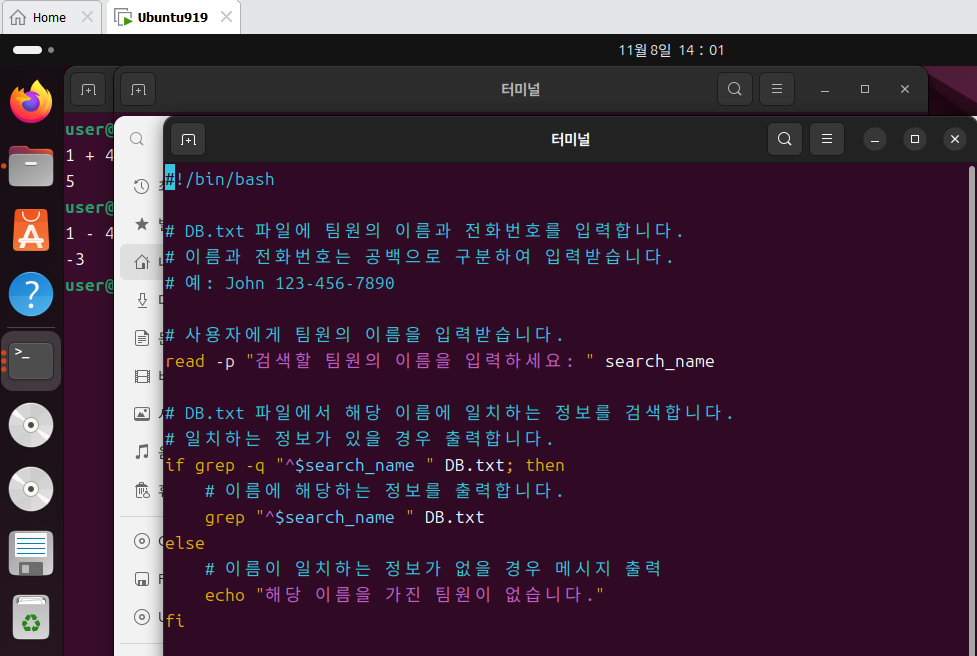 Home
Ubuntu919
11월 8일 14 : 01
터미널
터미널
user@
1 + 4
5
user@
1 - 4
-3
user@
#!/bin/bash
# DB.txt 파일에 팀원의 이름과 전화번호를 입력합니다.
# 이름과 전화번호는 공백으로 구분하여 입력받습니다.
# 예: John 123-456-7890
# 사용자에게 팀원의 이름을 입력받습니다.
read -p "검색할 팀원의 이름을 입력하세요: " search_name
# DB.txt 파일에서 해당 이름에 일치하는 정보를 검색합니다.
# 일치하는 정보가 있을 경우 출력합니다.
if grep -q "^$search_name " DB.txt; then
# 이름에 해당하는 정보를 출력합니다.
grep "^$search_name " DB.txt
else
# 이름이 일치하는 정보가 없을 경우 메시지 출력
echo "해당 이름을 가진 팀원이 없습니다."
fi